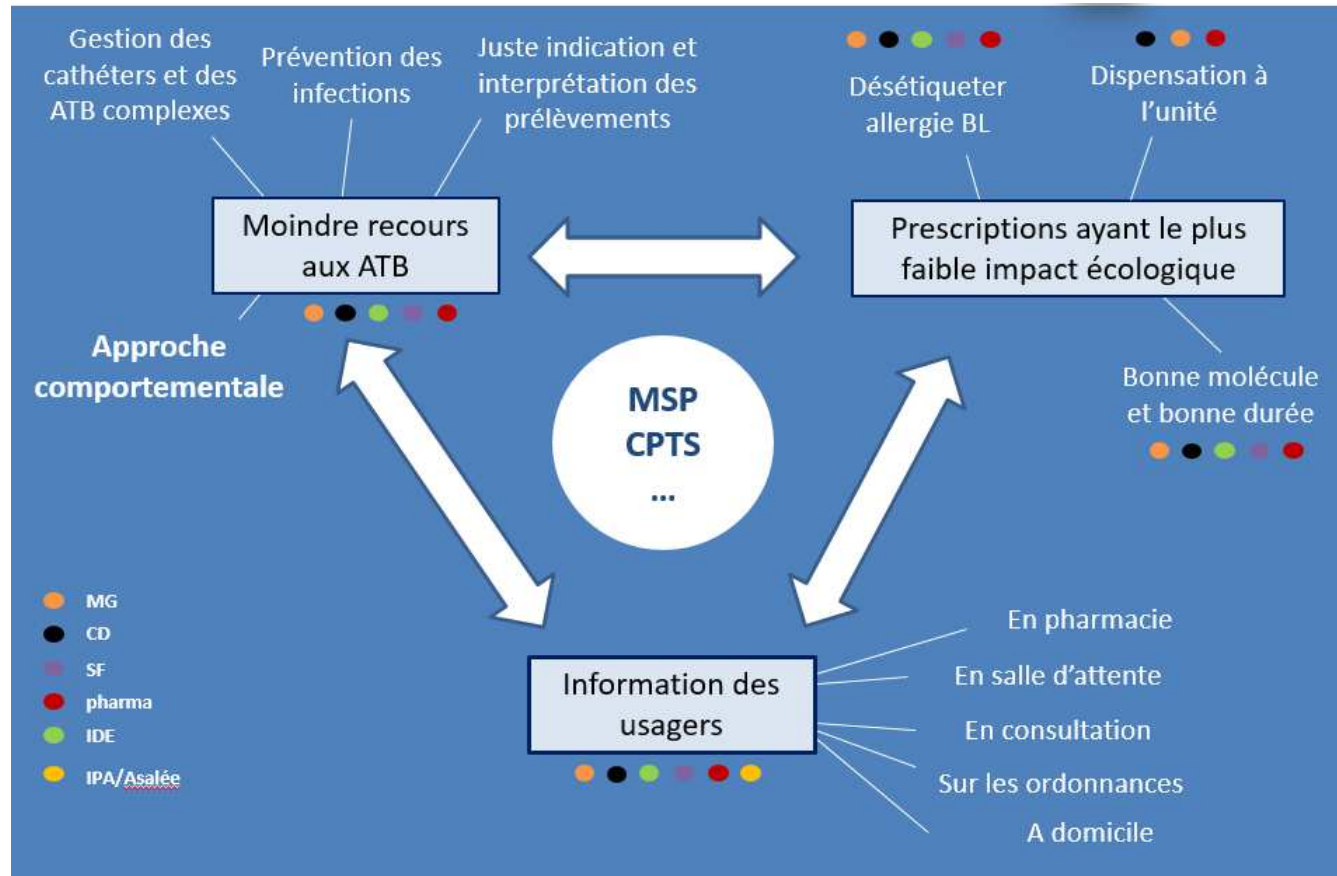 Gestion des
cathéters et des
ATB complexes
Prévention des
infections
Juste indication et
interprétation des
prélèvements
Désétiqueter
allergie BL
Dispensation à
l’unité
Moindre recours
aux ATB
Prescriptions ayant le plus
faible impact écologique
Approche
comportementale
MSP
CPTS
...
Bonne molécule
et bonne durée
MG
CD
SF
pharma
IDE
IPA/Asalée
Information des
usagers
En pharmacie
En salle d’attente
En consultation
Sur les ordonnances
A domicile